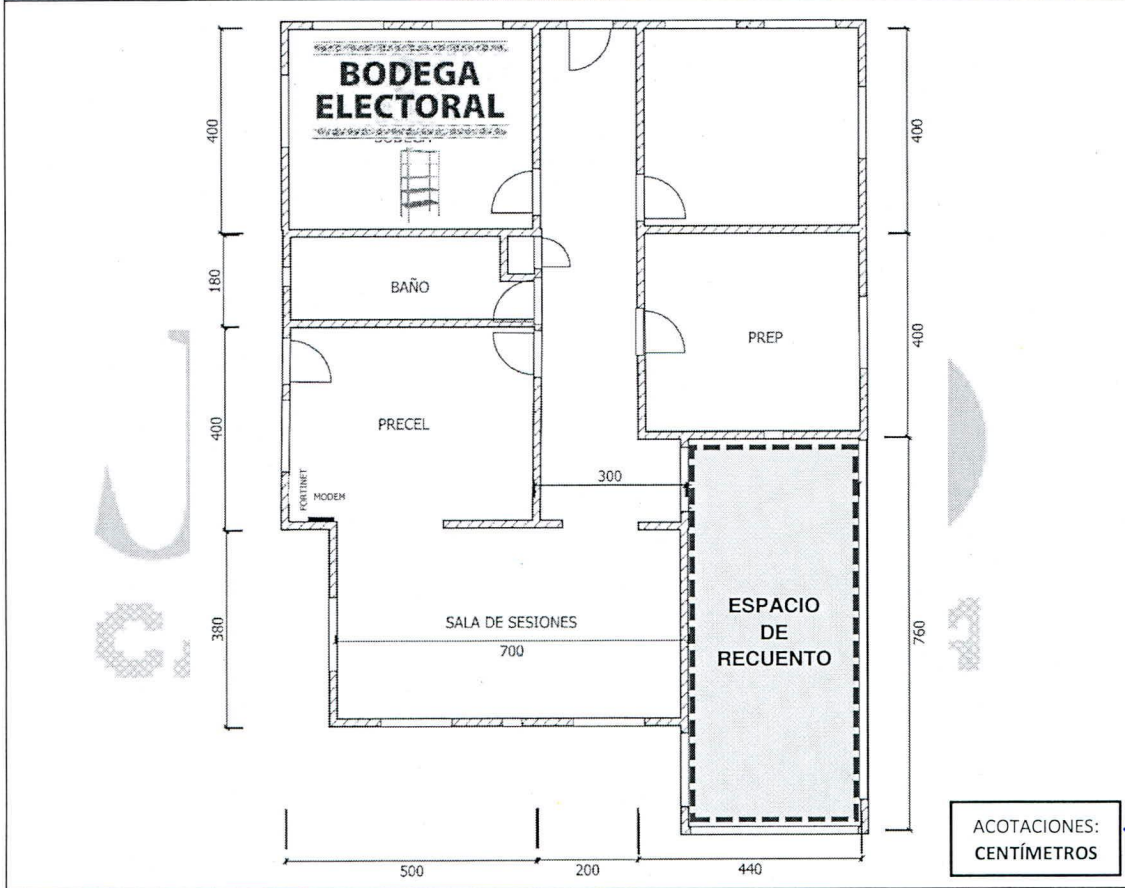 BODEGA
ELECTORAL
BAÑO
PREP
PRECEL
FORTINET
MODEM
300
SALA DE SESIONES
700
ESPACIO
DE
RECUENTO
400
180
400
380
400
400
760
500
200
440
ACOTACIONES:
CENTÍMETROS